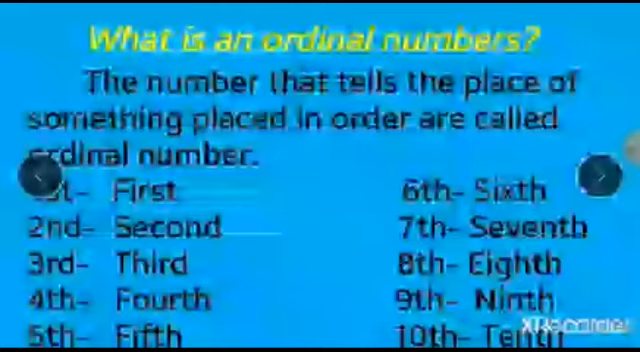 What is an ordinal numbers?
The number that tells the place of
something placed in order are called
ordinal number.
1st- First
2nd- Second
3rd- Third
4th- Fourth
5th- Fifth
6th- Sixth
7th- Seventh
8th- Eighth
9th- Ninth
10th- Tenth